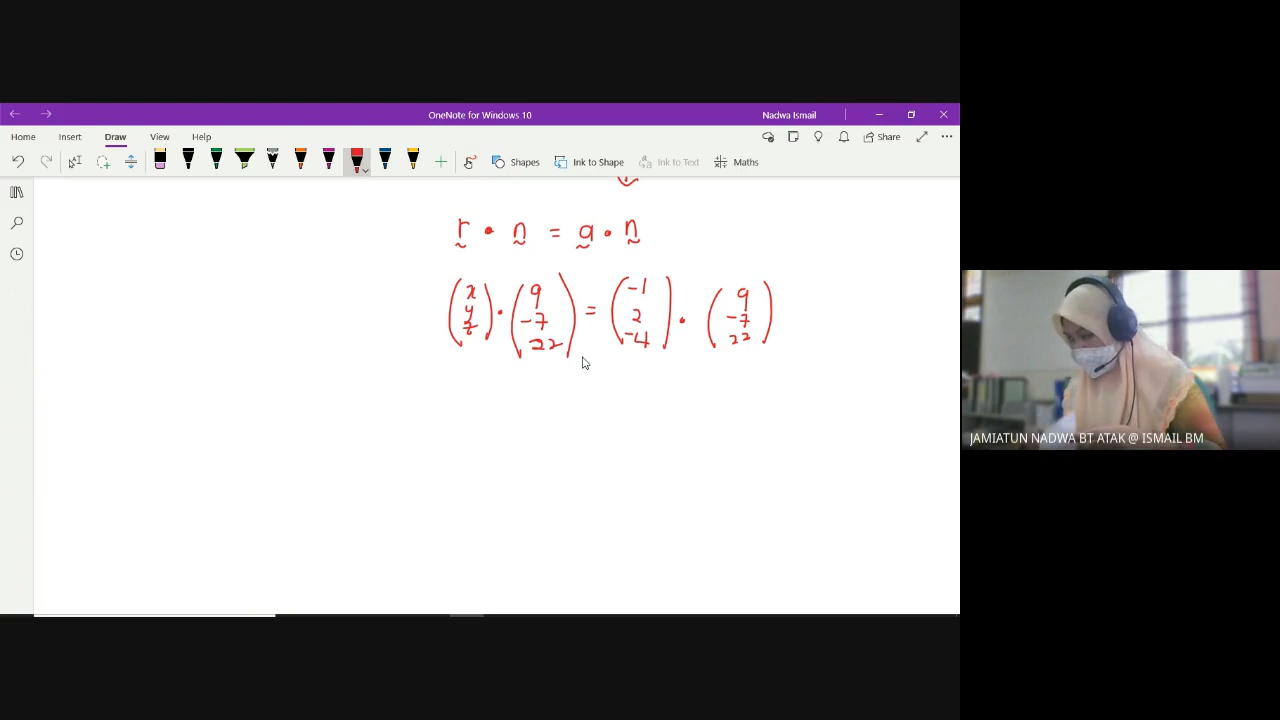 OneNote for Windows 10
Nadwa Ismail
Home Insert Draw View Help
Share
Shapes Ink to Shape Ink to Text Maths
r • n = a • n
(x y z) • (9 -7 22) = (-1 2 -4) • (9 -7 22)
JAMIATUN NADWA BT ATAK @ ISMAIL BM